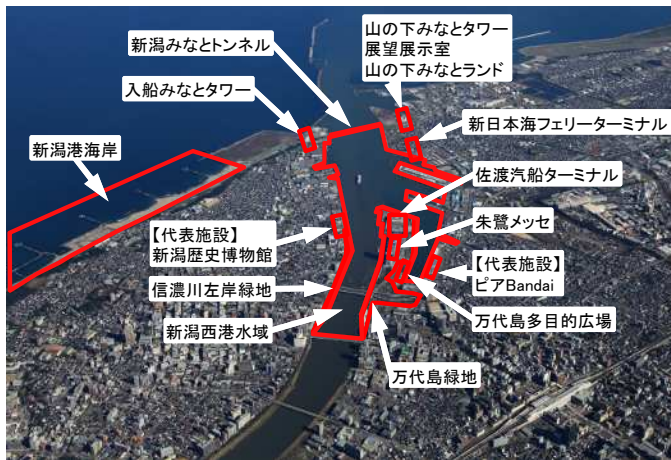 山の下みなとタワー
展望展示室
山の下みなとランド
新潟みなとトンネル
入船みなとタワー
新日本海フェリーターミナル
新潟港海岸
佐渡汽船ターミナル
朱鷺メッセ
【代表施設】
新潟歴史博物館
【代表施設】
ピアBandai
信濃川左岸緑地
万代島多目的広場
新潟西港水域
万代島緑地